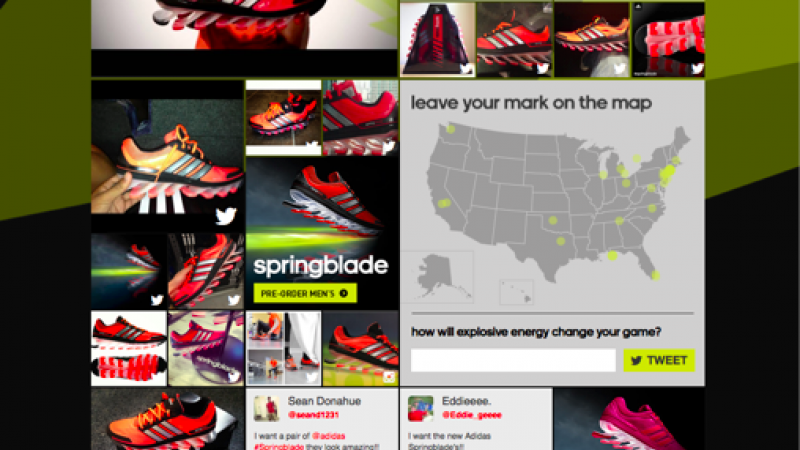 leave your mark on the map
springblade
PRE-ORDER MEN'S
how will explosive energy change your game?
TWEET
springblade
Sean Donahue
@seand1231
I want a pair of @adidas
#Springblade they look amazing!!
Eddieeee.
@Eddie_geeee
I want the new Adidas
Springblade's!!